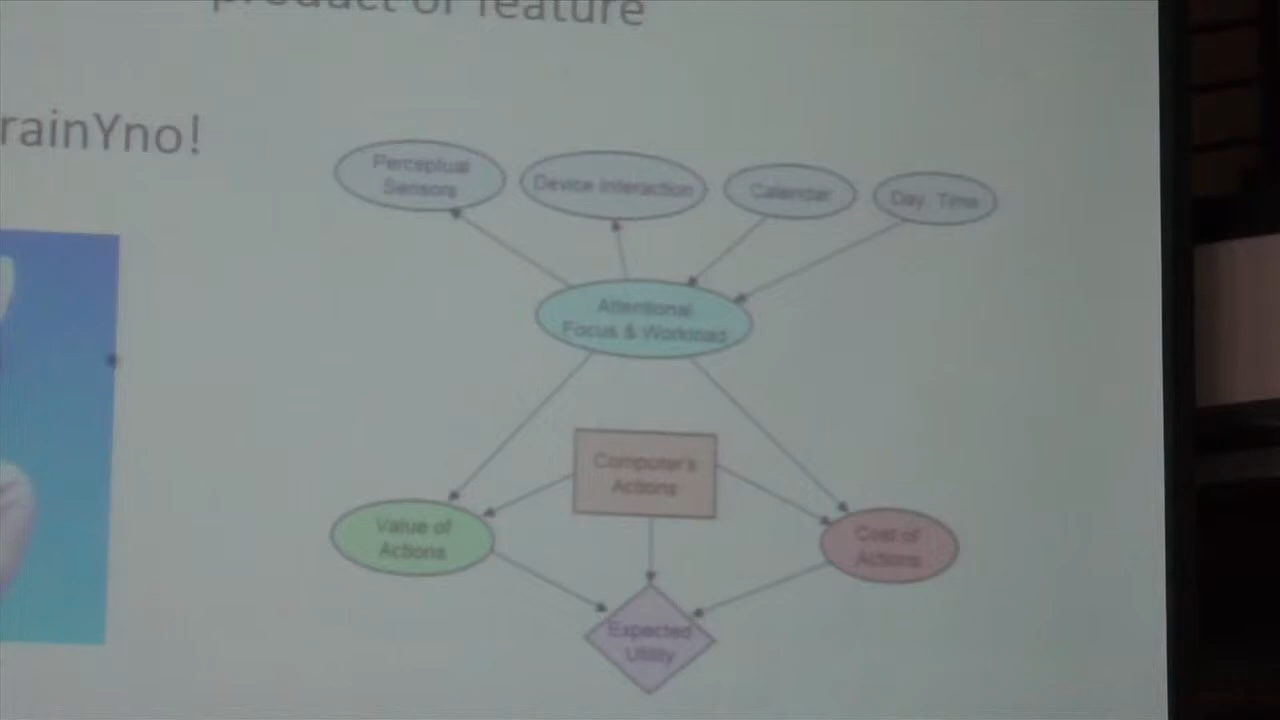 product or feature
rainYno!
Perceptual
Sensors
Device Interaction
Calendar
Day, Time
Attentional
Focus & Workload
Computer's
Actions
Value of
Actions
Cost of
Actions
Expected
Utility